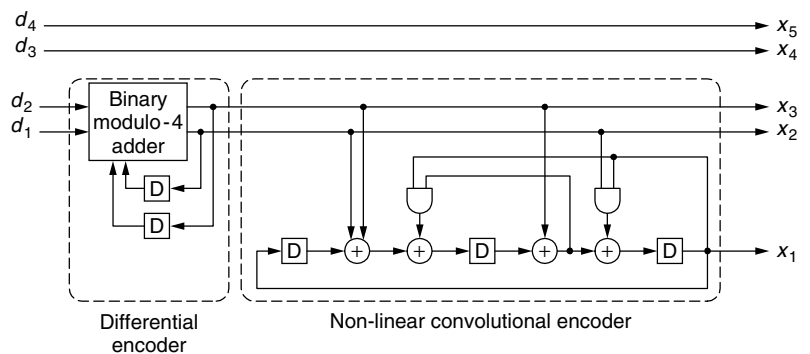 d4 x5
d3 x4
d2 Binary modulo-4 adder x3
d1 x2
D
D
D + + D + + D x1
Differential encoder
Non-linear convolutional encoder